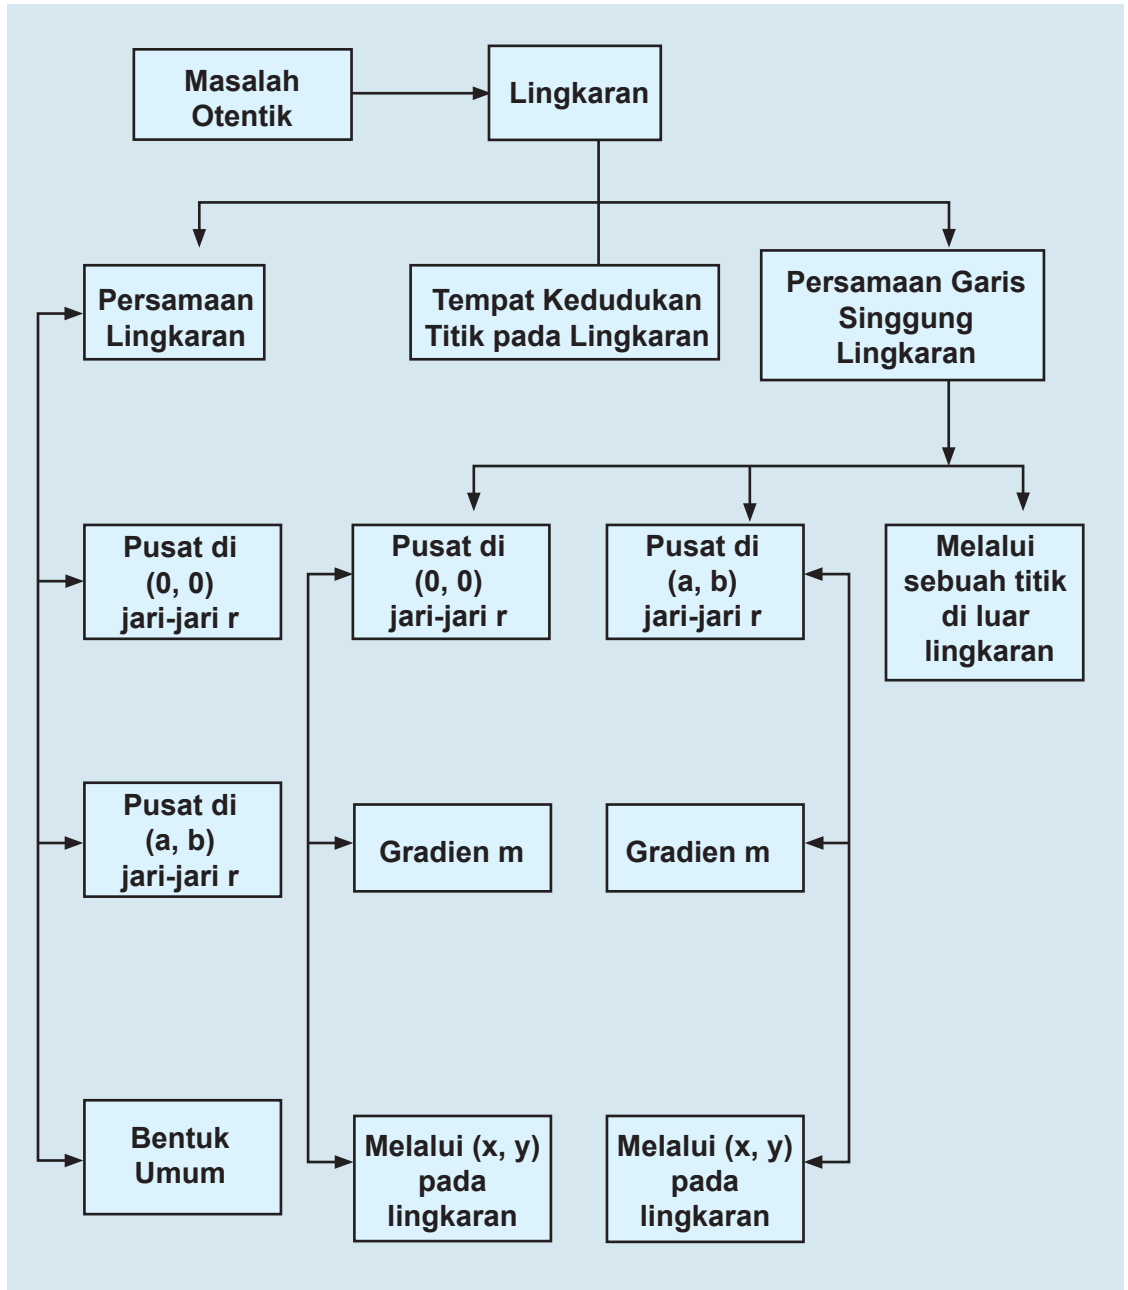 Masalah
Otentik
Lingkaran
Persamaan
Lingkaran
Tempat Kedudukan
Titik pada Lingkaran
Persamaan Garis
Singgung
Lingkaran
Pusat di
(0, 0)
jari-jari r
Pusat di
(0, 0)
jari-jari r
Pusat di
(a, b)
jari-jari r
Melalui
sebuah titik
di luar
lingkaran
Pusat di
(a, b)
jari-jari r
Gradien m
Gradien m
Bentuk
Umum
Melalui (x, y)
pada
lingkaran
Melalui (x, y)
pada
lingkaran